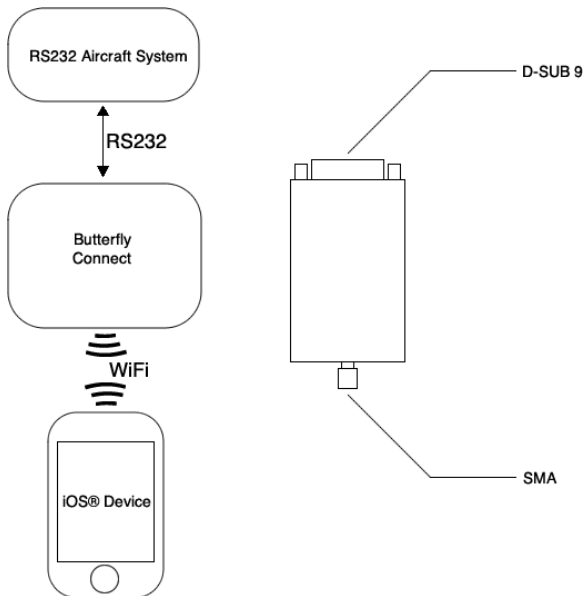 RS232 Aircraft System
RS232
Butterfly
Connect
WiFi
iOS® Device
D-SUB 9
SMA